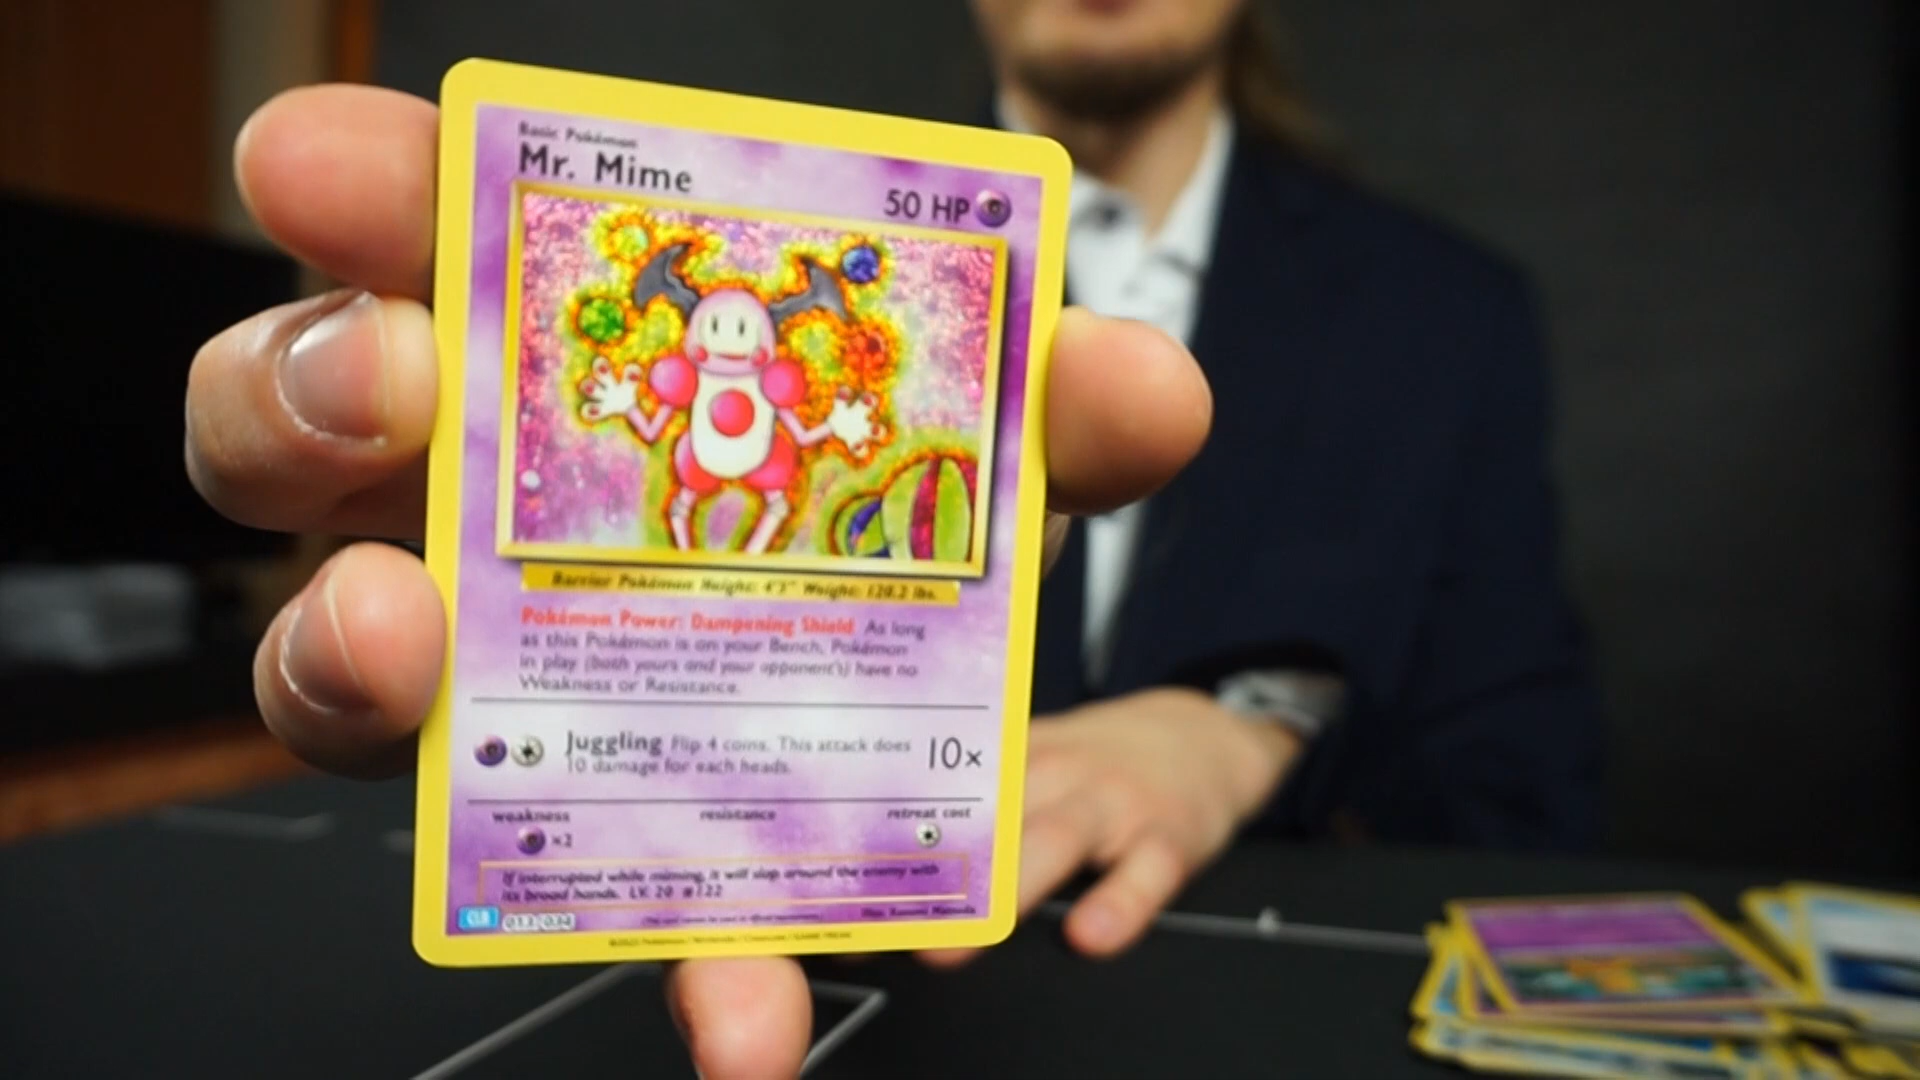 Basic Pokémon
Mr. Mime
50 HP
Barrier Pokémon Height: 4'3" Weight: 120.2 lbs.
Pokémon Power: Dampening Shield As long
as this Pokémon is on your Bench, Pokémon
in play (both yours and your opponent's) have no
Weakness or Resistance.
Juggling Flip 4 coins. This attack does
10 damage for each heads.
10×
weakness
resistance
retreat cost
×2
If interrupted while miming, it will slap around the enemy with
its broad hands. LV. 20 #122
CLB
013/034